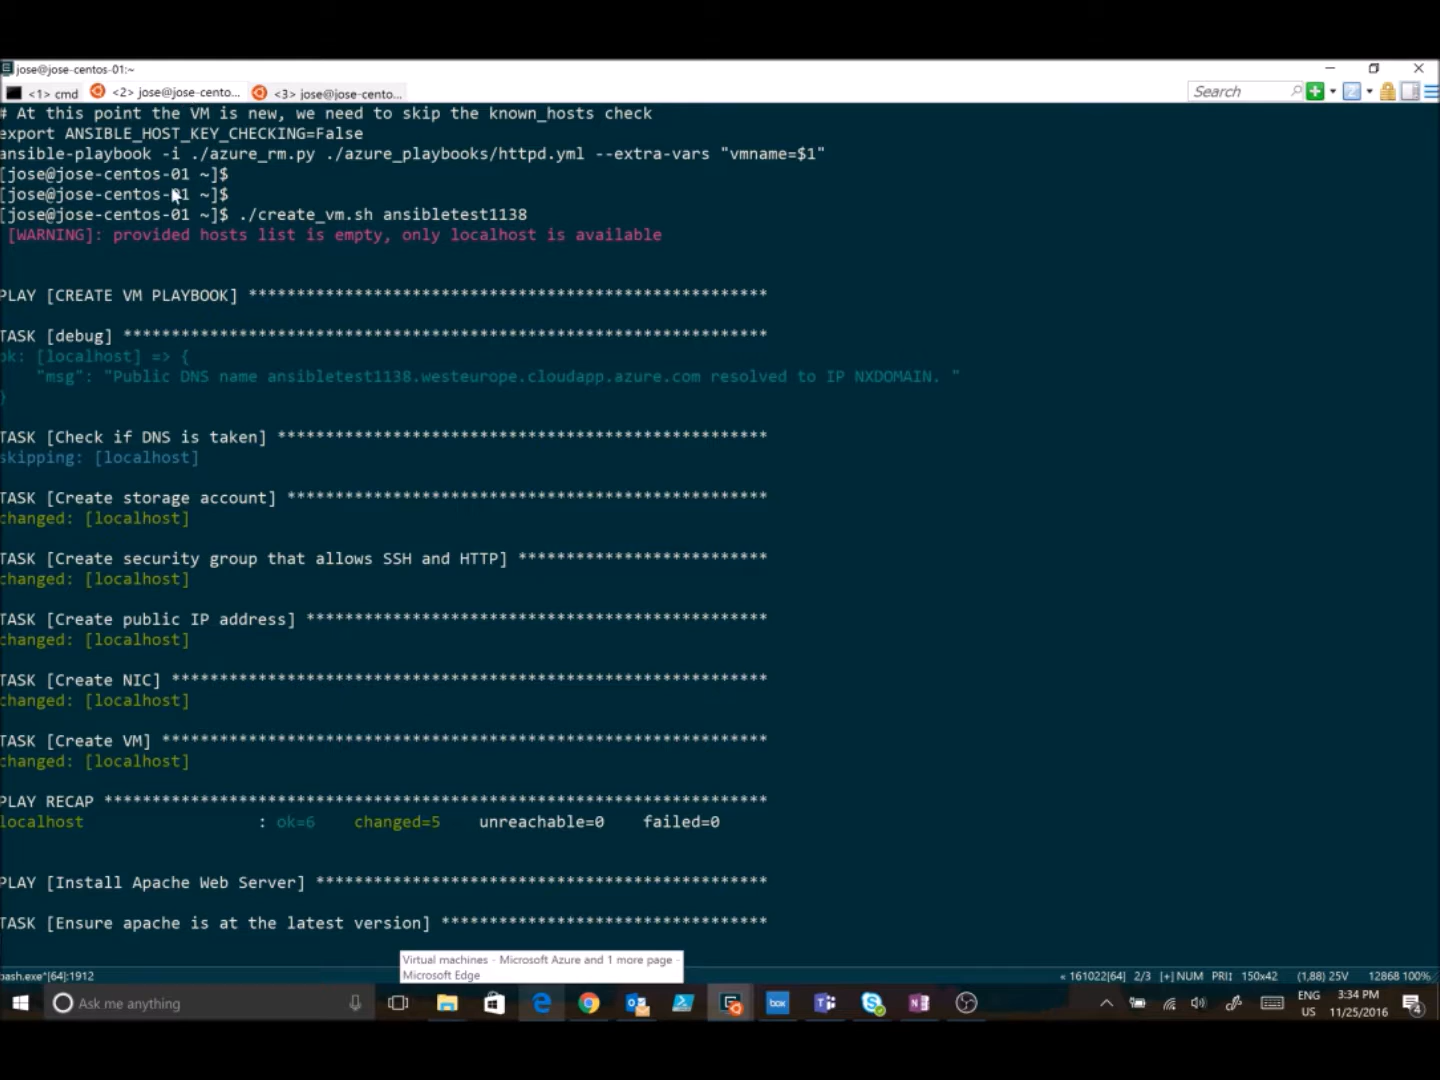 jose@jose-centos-01:~
<1> cmd
<2> jose@jose-cento...
<3> jose@jose-cento...
Search
# At this point the VM is new, we need to skip the known_hosts check
export ANSIBLE_HOST_KEY_CHECKING=False
ansible-playbook -i ./azure_rm.py ./azure_playbooks/httpd.yml --extra-vars "vmname=$1"
[jose@jose-centos-01 ~]$
[jose@jose-centos-01 ~]$
[jose@jose-centos-01 ~]$ ./create_vm.sh ansibletest1138
[WARNING]: provided hosts list is empty, only localhost is available
PLAY [CREATE VM PLAYBOOK] ******************************************************
TASK [debug] *******************************************************************
ok: [localhost] => {
"msg": "Public DNS name ansibletest1138.westeurope.cloudapp.azure.com resolved to IP NXDOMAIN. "
}
TASK [Check if DNS is taken] ***************************************************
skipping: [localhost]
TASK [Create storage account] **************************************************
changed: [localhost]
TASK [Create security group that allows SSH and HTTP] **************************
changed: [localhost]
TASK [Create public IP address] ************************************************
changed: [localhost]
TASK [Create NIC] **************************************************************
changed: [localhost]
TASK [Create VM] ***************************************************************
changed: [localhost]
PLAY RECAP *********************************************************************
localhost : ok=6 changed=5 unreachable=0 failed=0
PLAY [Install Apache Web Server] ***********************************************
TASK [Ensure apache is at the latest version] **********************************
Virtual machines - Microsoft Azure and 1 more page - 
Microsoft Edge
bash.exe*[64]:1912
« 161022[64] 2/3 [+] NUM PRI↕ 150x42 (1,88) 25V 12868 100%
Ask me anything
box
ENG
US
3:34 PM
11/25/2016
4